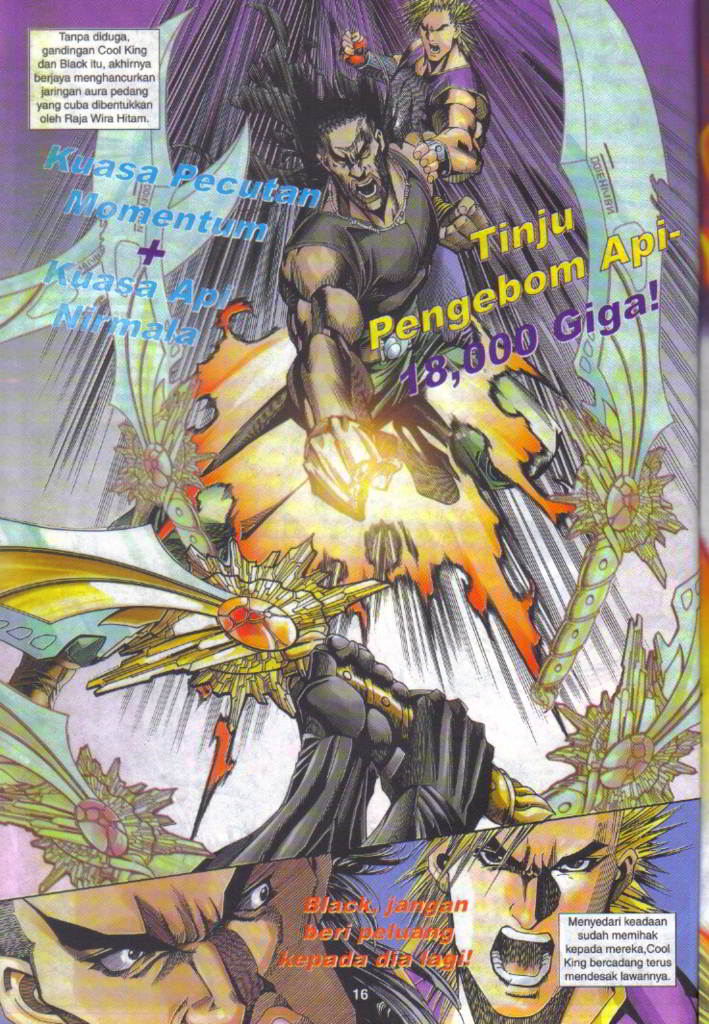 Tanpa diduga,
gandingan Cool King
dan Black itu, akhirnya
berjaya menghancurkan
jaringan aura pedang
yang cuba dibentukkan
oleh Raja Wira Hitam.
Kuasa Pecutan
Momentum
+
Kuasa Api
Nirmala
Tinju
Pengebom Api-
18,000 Giga!
Black, jangan
beri peluang
kepada dia lagi!
Menyedari keadaan
sudah memihak
kepada mereka,Cool
King bercadang terus
mendesak lawannya.
16